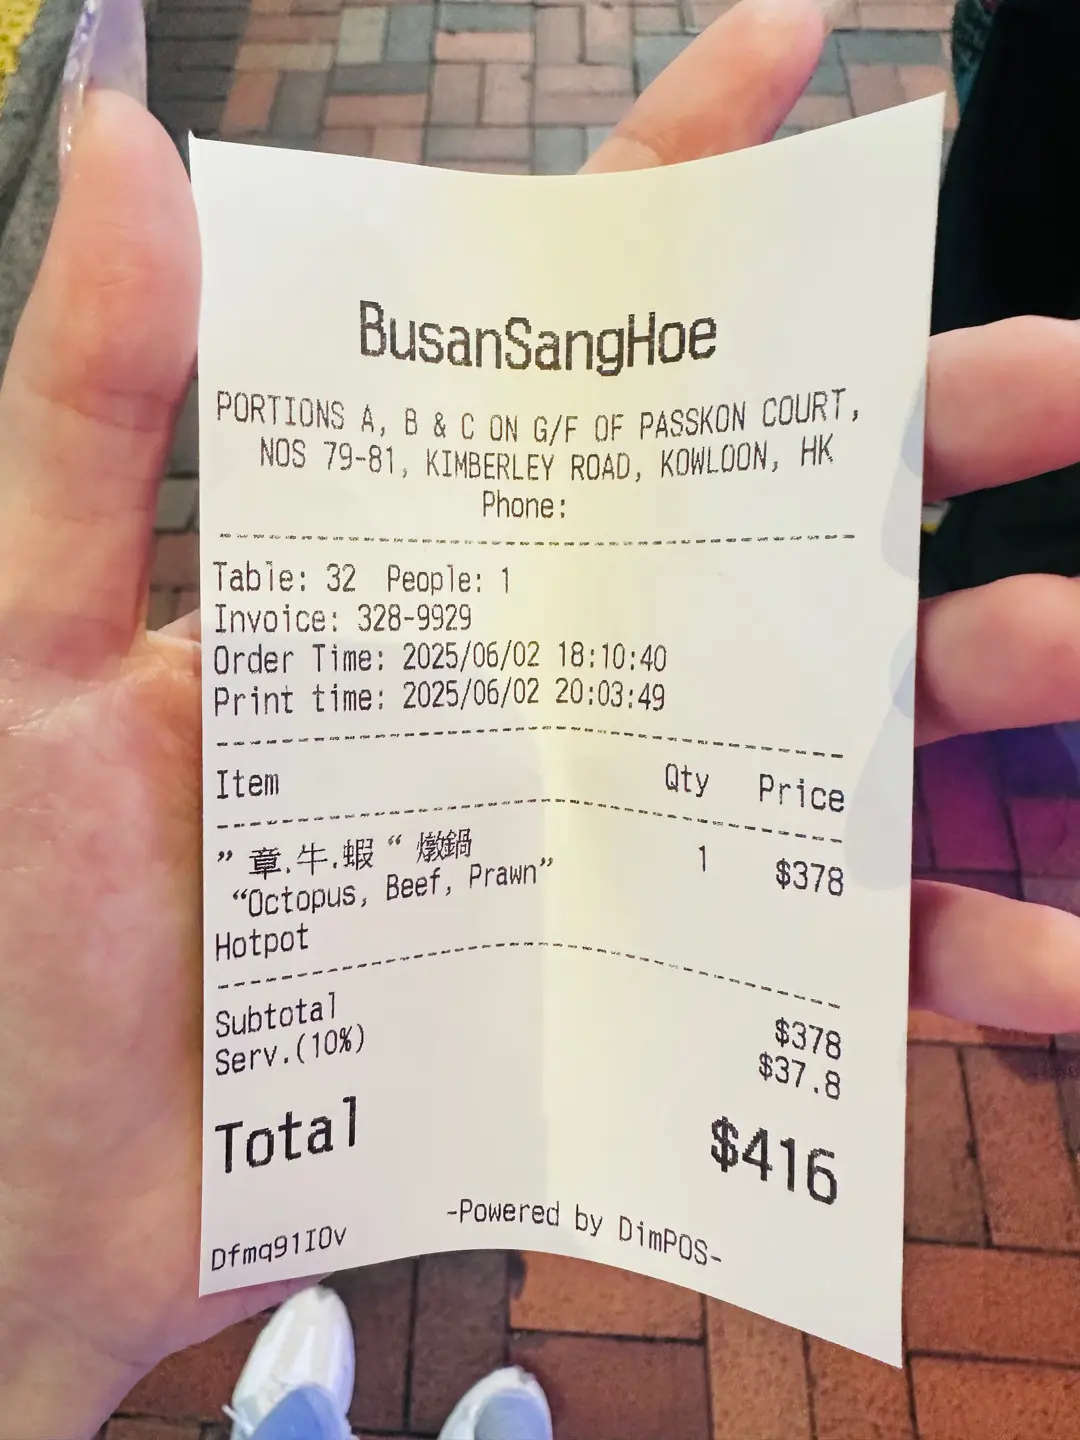 BusanSangHoe
PORTIONS A, B & C ON G/F OF PASSKON COURT,
NOS 79-81, KIMBERLEY ROAD, KOWLOON, HK
Phone:
Table: 32 People: 1
Invoice: 328-9929
Order Time: 2025/06/02 18:10:40
Print time: 2025/06/02 20:03:49
Item Qty Price
” 章.牛.蝦 “ 燉鍋 1 $378
“Octopus, Beef, Prawn”
Hotpot
Subtotal $378
Serv.(10%) $37.8
Total $416
-Powered by DimPOS-
Dfmq91IOv